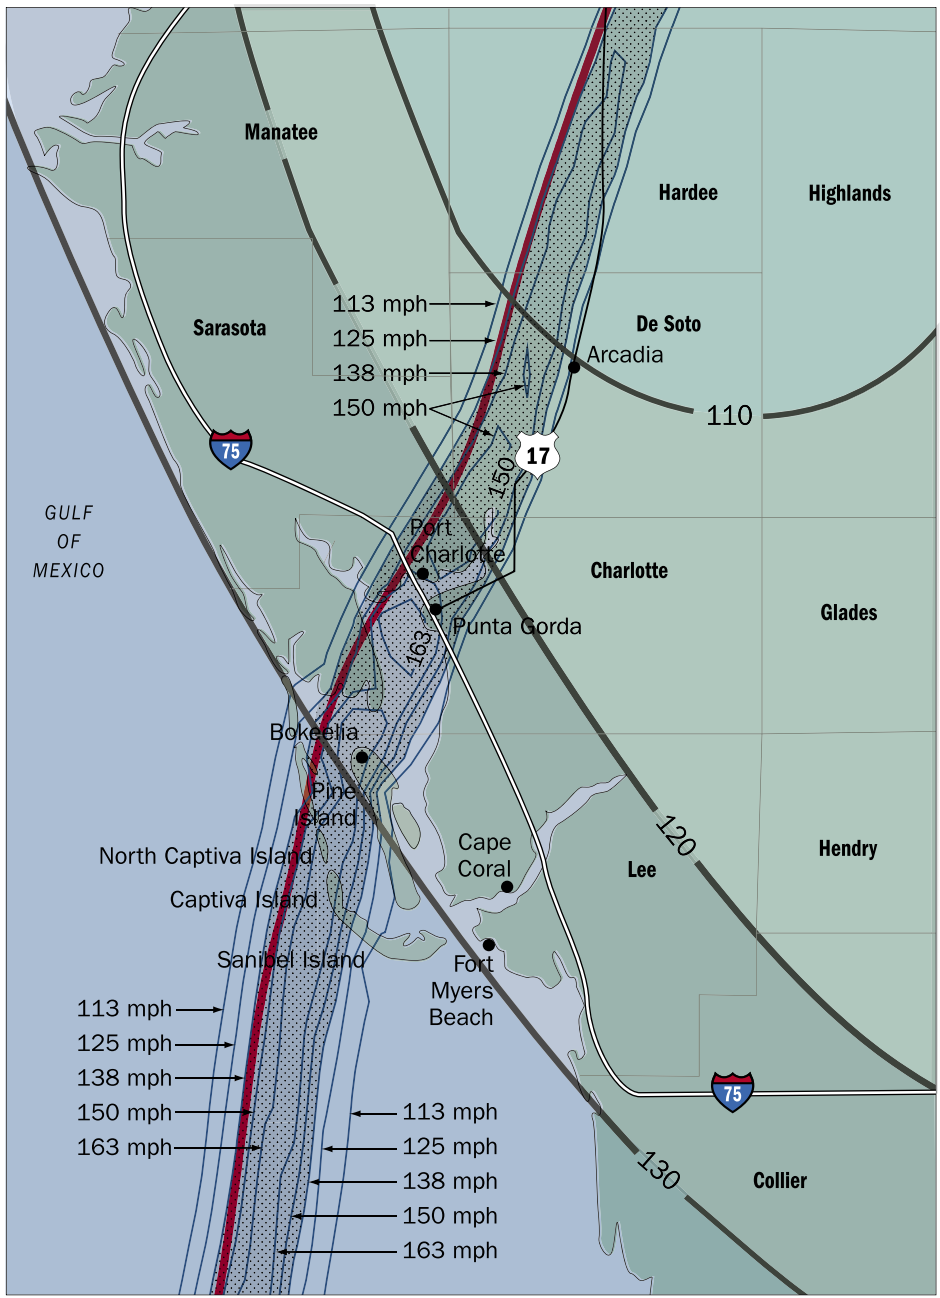 Manatee
Hardee
Highlands
113 mph
Sarasota
De Soto
125 mph
Arcadia
138 mph
150 mph
110
75
17
150
GULF
OF
MEXICO
Port
Charlotte
Charlotte
Glades
Punta Gorda
163
Bokeelia
Pine
Island
120
Cape
Coral
Hendry
North Captiva Island
Lee
Captiva Island
Sanibel Island
Fort
Myers
Beach
113 mph
125 mph
138 mph
75
150 mph
113 mph
163 mph
125 mph
130
138 mph
Collier
150 mph
163 mph